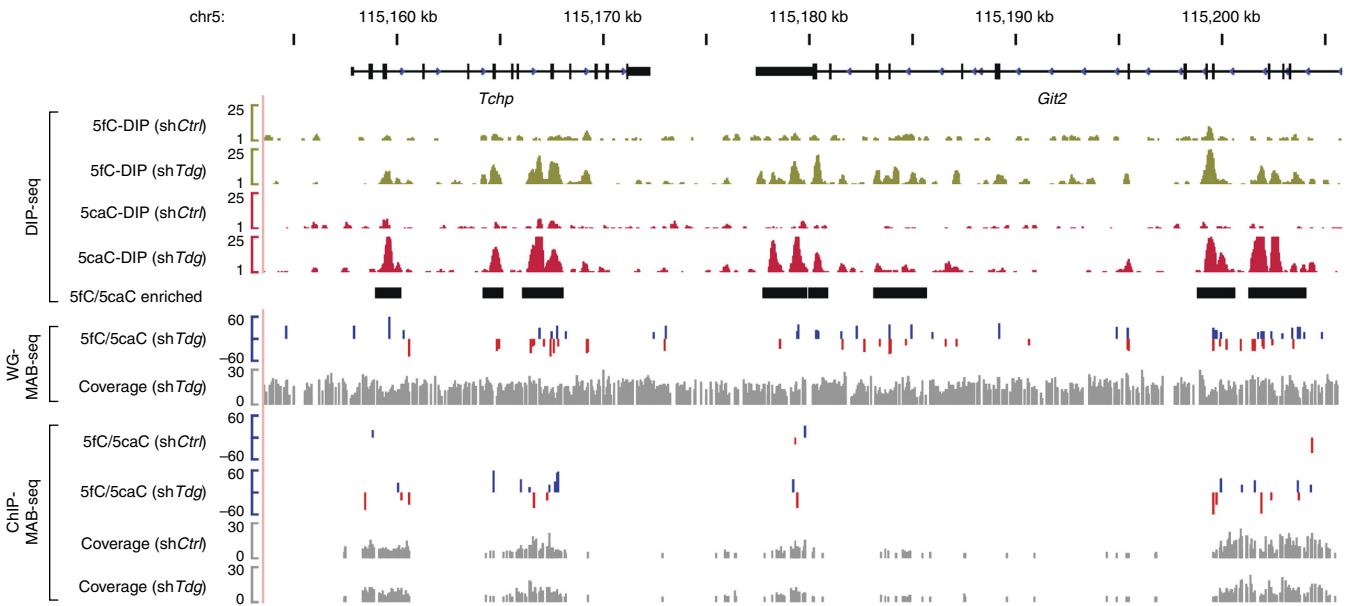 chr5: 115,160 kb 115,170 kb 115,180 kb 115,190 kb 115,200 kb
Tchp Git2
DIP-seq
5fC-DIP (shCtrl) 25 1
5fC-DIP (shTdg) 25 1
5caC-DIP (shCtrl) 25 1
5caC-DIP (shTdg) 25 1
5fC/5caC enriched
WG-
MAB-seq
5fC/5caC (shTdg) 60 −60
Coverage (shTdg) 30 0
ChIP-
MAB-seq
5fC/5caC (shCtrl) 60 −60
5fC/5caC (shTdg) 60 −60
Coverage (shCtrl) 30 0
Coverage (shTdg) 30 0